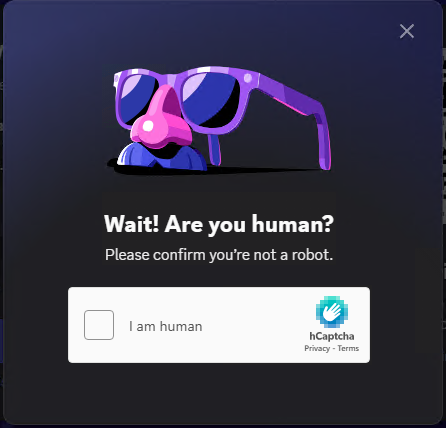 Wait! Are you human?
Please confirm you're not a robot.
I am human
hCaptcha
Privacy - Terms